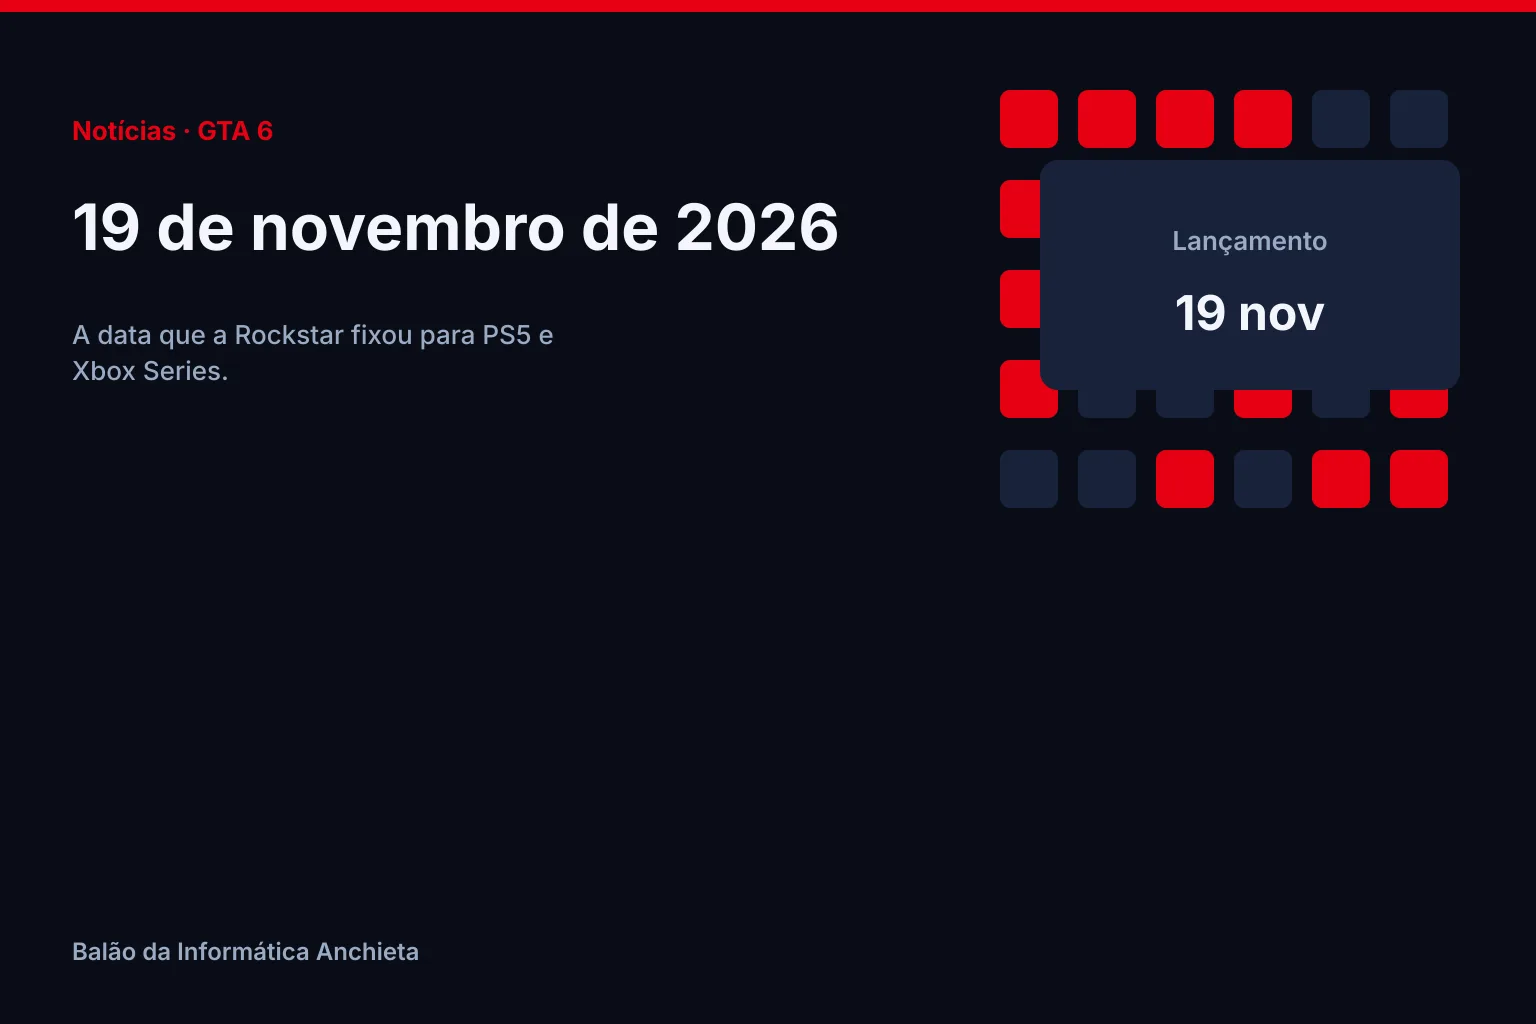 Notícias · GTA 6
19 de novembro de 2026
A data que a Rockstar fixou para PS5 e
Xbox Series.
Lançamento
19 nov
Balão da Informática Anchieta